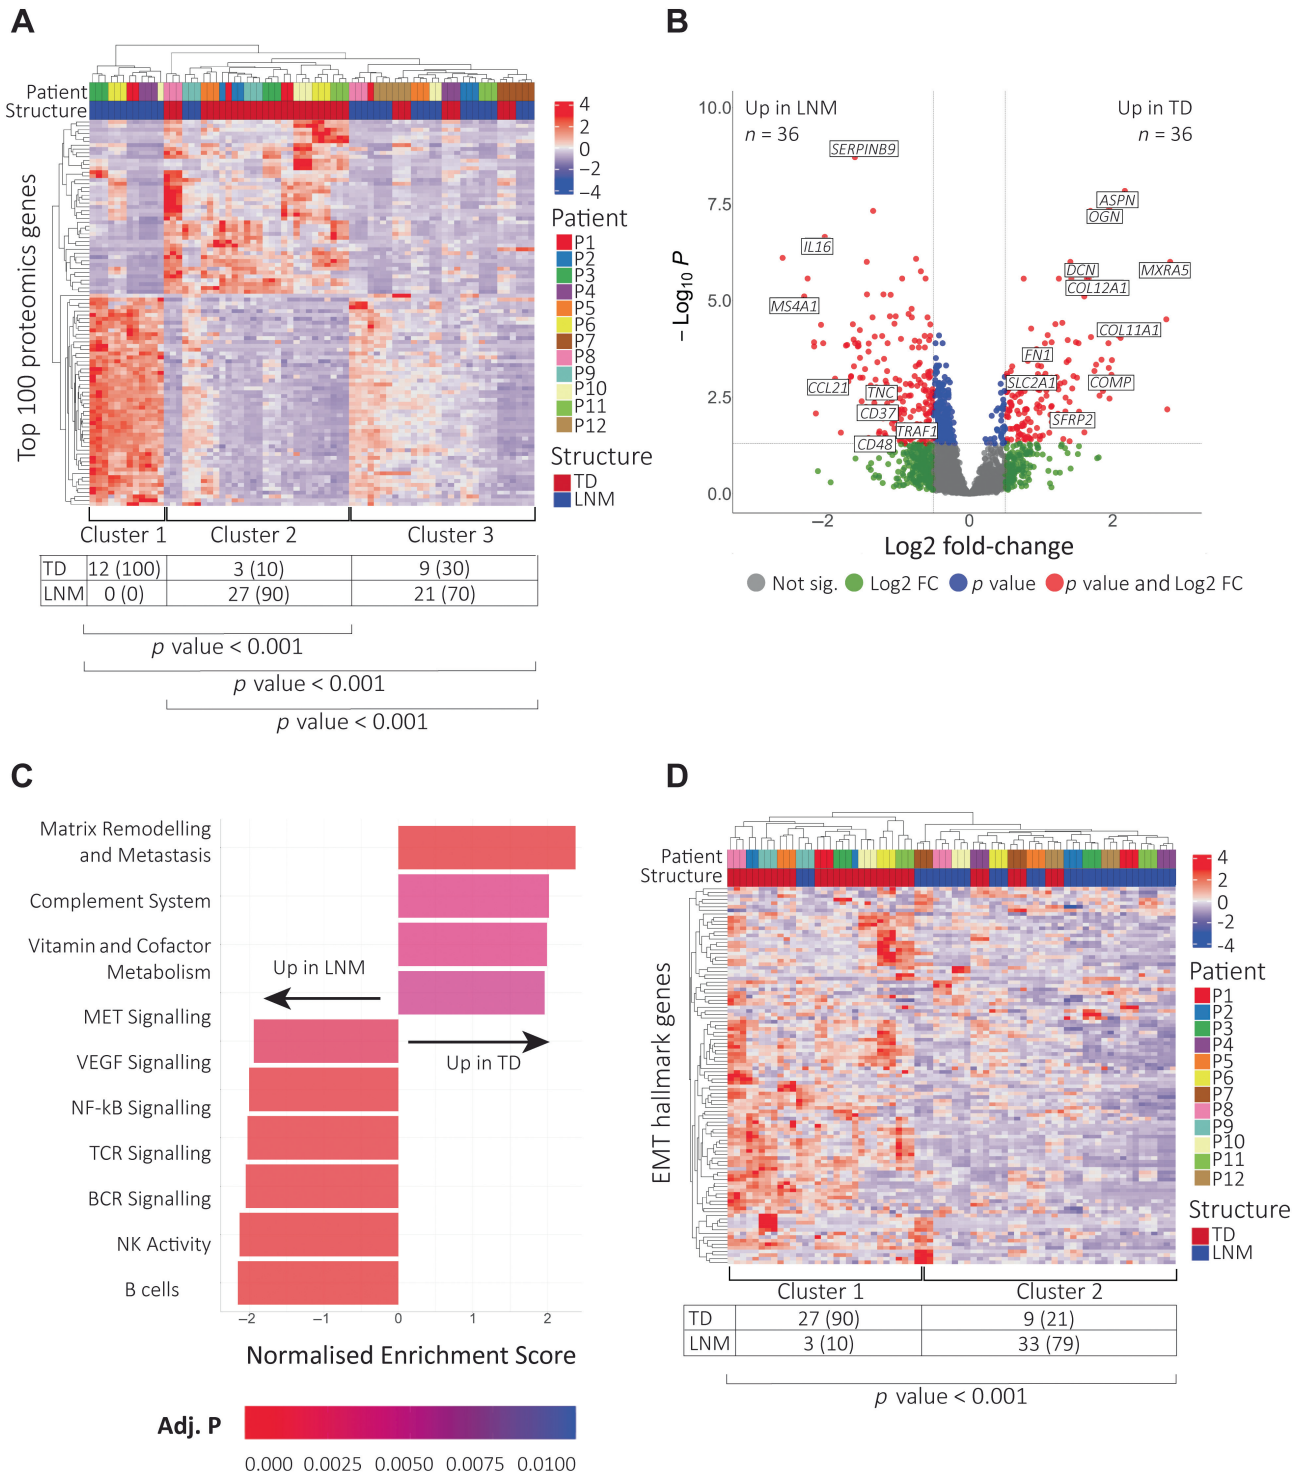 A
Patient
Structure
Top 100 proteomics genes
4
2
0
−2
−4
Patient
P1
P2
P3
P4
P5
P6
P7
P8
P9
P10
P11
P12
Structure
TD
LNM
Cluster 1 Cluster 2 Cluster 3
TD 12 (100) 3 (10) 9 (30)
LNM 0 (0) 27 (90) 21 (70)
p value < 0.001
p value < 0.001
p value < 0.001
B
Up in LNM
n = 36
Up in TD
n = 36
−Log10 P
10.0
7.5
5.0
2.5
0.0
SERPINB9
ASPN
OGN
IL16
DCN
MXRA5
COL12A1
MS4A1
COL11A1
FN1
SLC2A1
COMP
CCL21
TNC
CD37
SFRP2
TRAF1
CD48
−2 0 2
Log2 fold-change
Not sig. Log2 FC p value p value and Log2 FC
C
Matrix Remodelling
and Metastasis
Complement System
Vitamin and Cofactor
Metabolism
MET Signalling
VEGF Signalling
NF-kB Signalling
TCR Signalling
BCR Signalling
NK Activity
B cells
Up in LNM
Up in TD
−2 −1 0 1 2
Normalised Enrichment Score
Adj. P
0.000 0.0025 0.0050 0.0075 0.0100
D
Patient
Structure
EMT hallmark genes
4
2
0
-2
-4
Patient
P1
P2
P3
P4
P5
P6
P7
P8
P9
P10
P11
P12
Structure
TD
LNM
Cluster 1 Cluster 2
TD 27 (90) 9 (21)
LNM 3 (10) 33 (79)
p value < 0.001